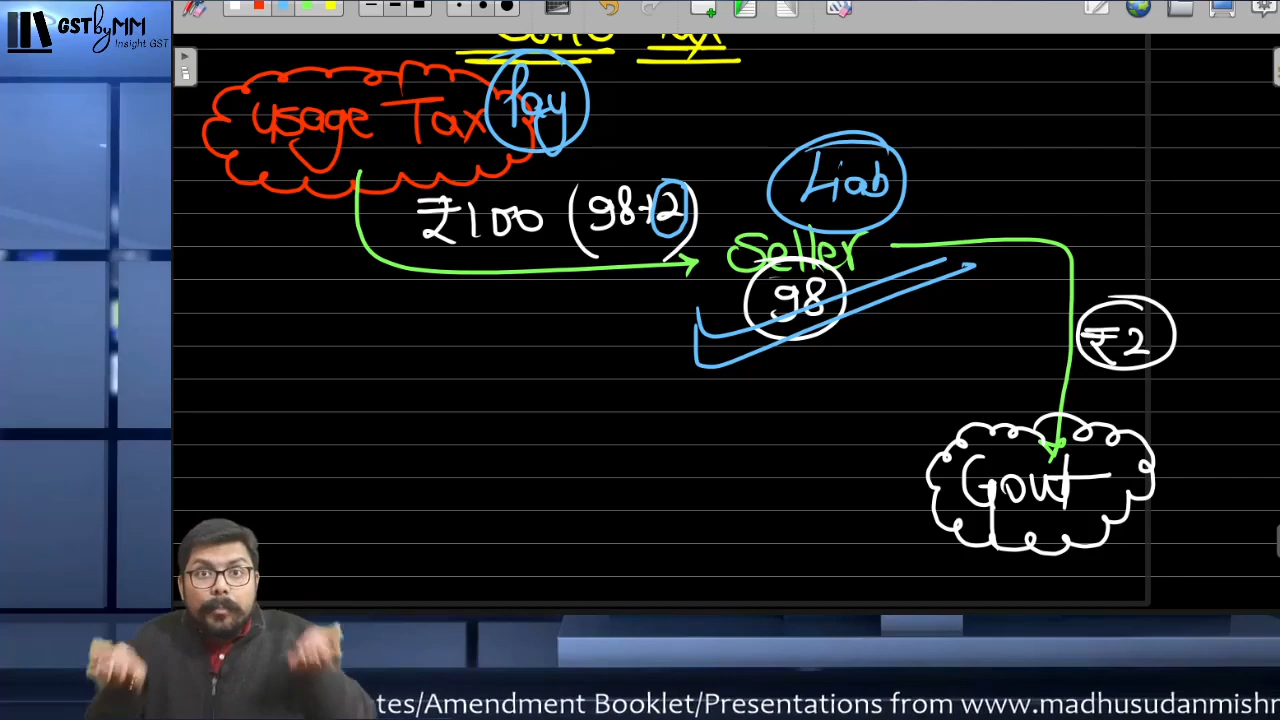 GSTbyMM
Insight GST
Tax
Usage Tax Pay
Liab
₹100 (98+2)
Seller
98
₹2
Govt
tes/Amendment Booklet/Presentations from www.madhusudanmishr